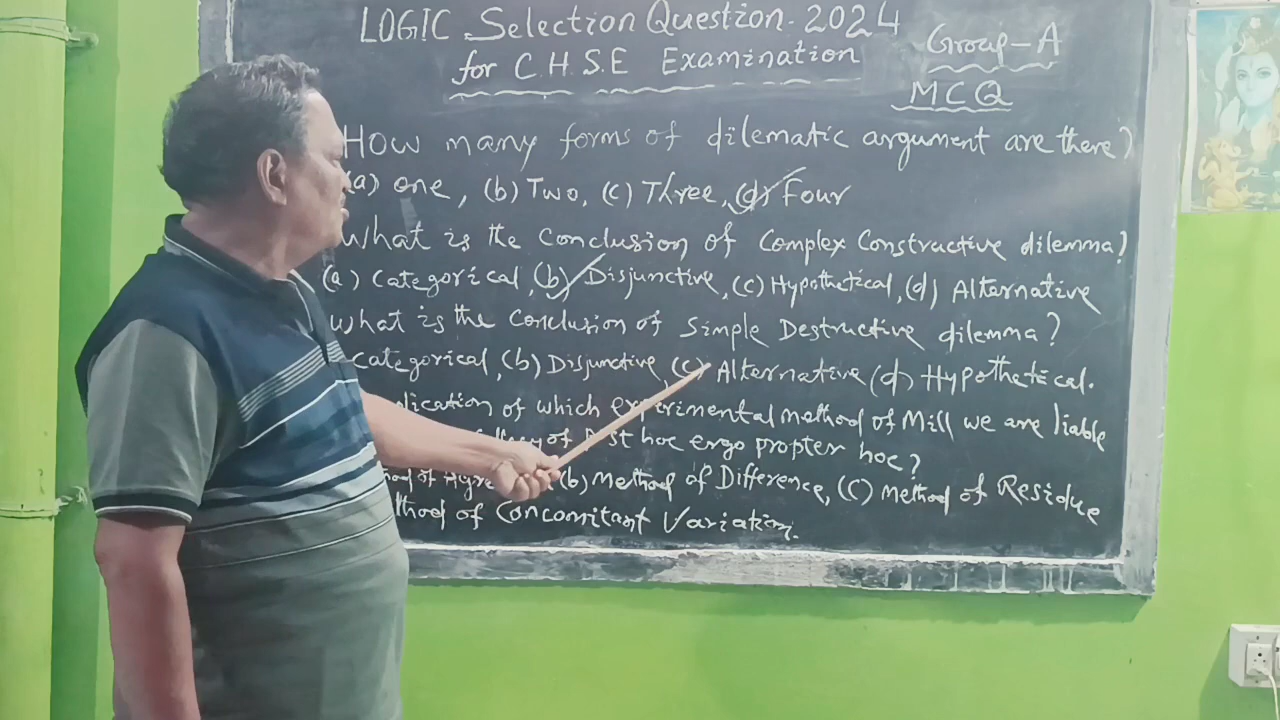 LOGIC Selection Question-2024
for C.H.S.E Examination
Group-A
MCQ
How many forms of dilematic argument are there?
(a) one, (b) Two, (c) Three, (d) Four
What is the Conclusion of Complex Constructive dilemma?
(a) Categorical, (b) Disjunctive, (c) Hypothetical, (d) Alternative
What is the Conclusion of Simple Destructive dilemma?
Categorical, (b) Disjunctive, (c) Alternative (d) Hypothetical.
of which experimental method of Mill we are liable
of Post hoc ergo propter hoc?
of (b) Method of Difference, (C) Method of Residue
of Concomitant Variation.